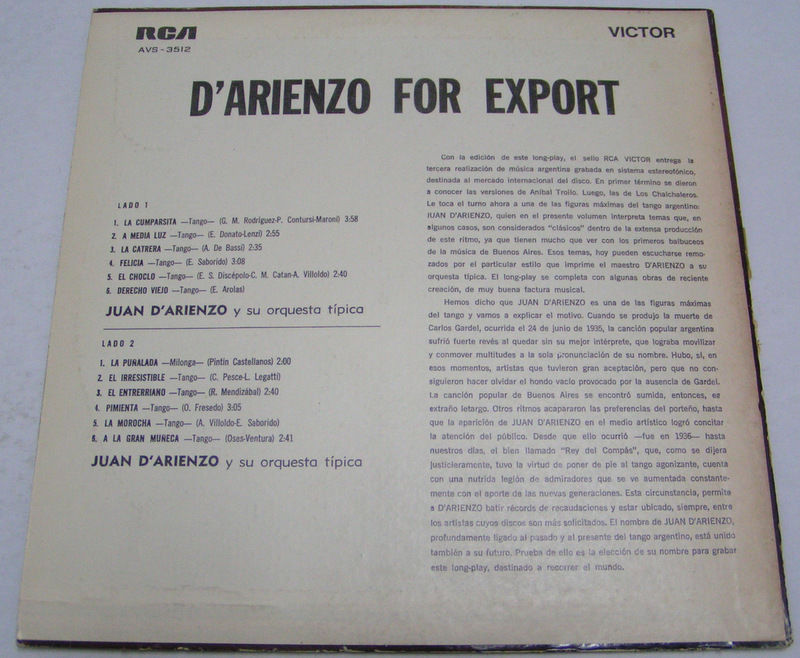 RCA
VICTOR
AVS-3512
D'ARIENZO FOR EXPORT
LADO 1
1. LA CUMPARSITA —Tango— (G. M. Rodríguez-P. Contursi-Maroni) 3:58
2. A MEDIA LUZ —Tango— (E. Donato-Lenzi) 2:55
3. LA CATRERA —Tango— (A. De Bassi) 2:35
4. FELICIA —Tango— (E. Saborido) 3:08
5. EL CHOCLO —Tango— (E. S. Discépolo-C. M. Catan-A. Villoldo) 2:40
6. DERECHO VIEJO —Tango— (E. Arolas)
JUAN D'ARIENZO y su orquesta típica
LADO 2
1. LA PUÑALADA —Milonga— (Pintín Castellanos) 2:00
2. EL IRRESISTIBLE —Tango— (C. Pesce-L. Legatti)
3. EL ENTRERRIANO —Tango— (R. Mendizábal)
4. PIMIENTA —Tango— (O. Fresedo) 3:05
5. LA MOROCHA —Tango— (A. Villoldo-E. Saborido)
6. A LA GRAN MUÑECA —Tango— (Oses-Ventura) 2:41
JUAN D'ARIENZO y su orquesta típica
Con la edición de este long-play, el sello RCA VICTOR entrega la
tercera realización de música argentina grabada en sistema estereofónico,
destinada al mercado internacional del disco. En primer término se dieron
a conocer las versiones de Aníbal Troilo. Luego, las de Los Chalchaleros.
Le toca el turno ahora a una de las figuras máximas del tango argentino:
JUAN D'ARIENZO, quien en el presente volumen interpreta temas que, en
algunos casos, son considerados "clásicos" dentro de la extensa producción
de este ritmo, ya que tienen mucho que ver con los primeros balbuceos
de la música de Buenos Aires. Esos temas, hoy pueden escucharse remo-
zados por el particular estilo que imprime el maestro D'ARIENZO a su
orquesta típica. El long-play se completa con algunas obras de reciente
creación, de muy buena factura musical.
Hemos dicho que JUAN D'ARIENZO es una de las figuras máximas
del tango y vamos a explicar el motivo. Cuando se produjo la muerte de
Carlos Gardel, ocurrida el 24 de junio de 1935, la canción popular argentina
sufrió fuerte revés al quedar sin su mejor intérprete, que lograba movilizar
y conmover multitudes a la sola pronunciación de su nombre. Hubo, sí, en
esos momentos, artistas que tuvieron gran aceptación, pero que no con-
siguieron hacer olvidar el hondo vacío provocado por la ausencia de Gardel.
La canción popular de Buenos Aires se encontró sumida, entonces, en
extraño letargo. Otros ritmos acapararon las preferencias del porteño, hasta
que la aparición de JUAN D'ARIENZO en el medio artístico logró concitar
la atención del público. Desde que ello ocurrió —fue en 1936— hasta
nuestros días, el bien llamado "Rey del Compás", que, como se dijera
justicieramente, tuvo la virtud de poner de pie al tango agonizante, cuenta
con una nutrida legión de admiradores que se ve aumentada constante-
mente con el aporte de las nuevas generaciones. Esta circunstancia, permite
a D'ARIENZO batir récords de recaudaciones y estar ubicado, siempre, entre
los artistas cuyos discos son más solicitados. El nombre de JUAN D'ARIENZO,
profundamente ligado al pasado y al presente del tango argentino, está unido
también a su futuro. Prueba de ello es la elección de su nombre para grabar
este long-play, destinado a recorrer el mundo.